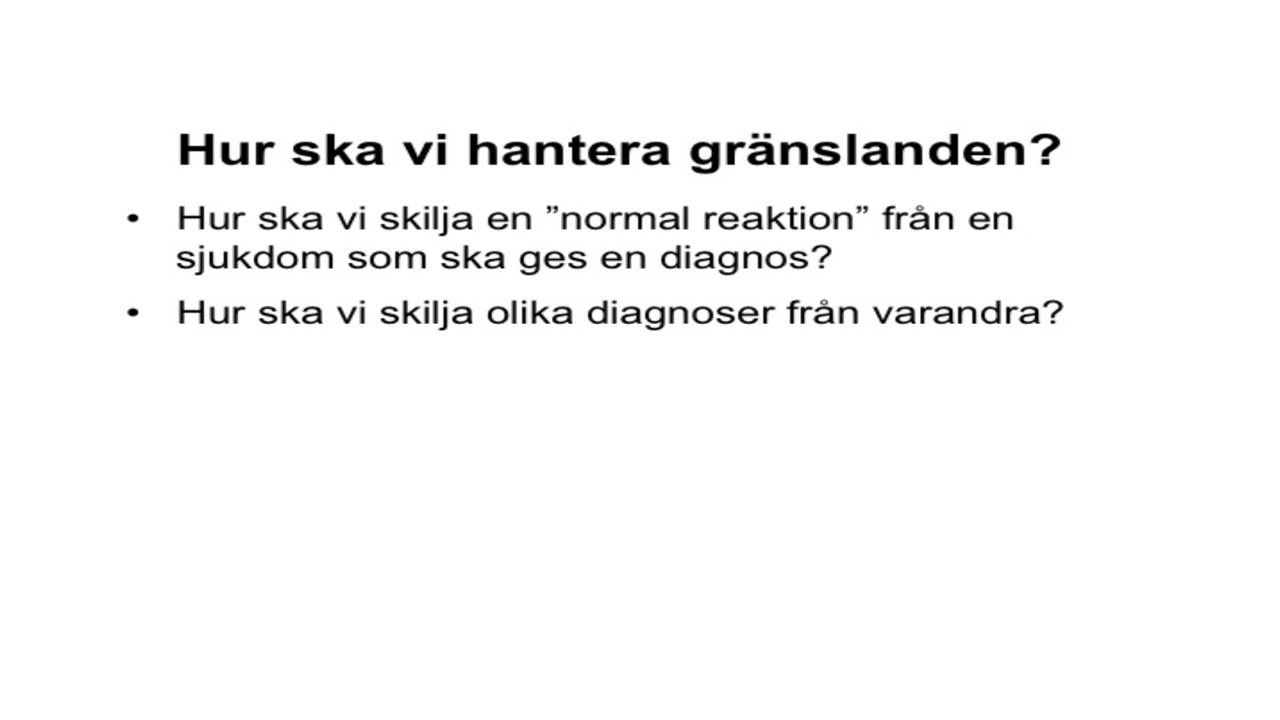 Hur ska vi hantera gränslanden?
• Hur ska vi skilja en ”normal reaktion” från en
sjukdom som ska ges en diagnos?
• Hur ska vi skilja olika diagnoser från varandra?